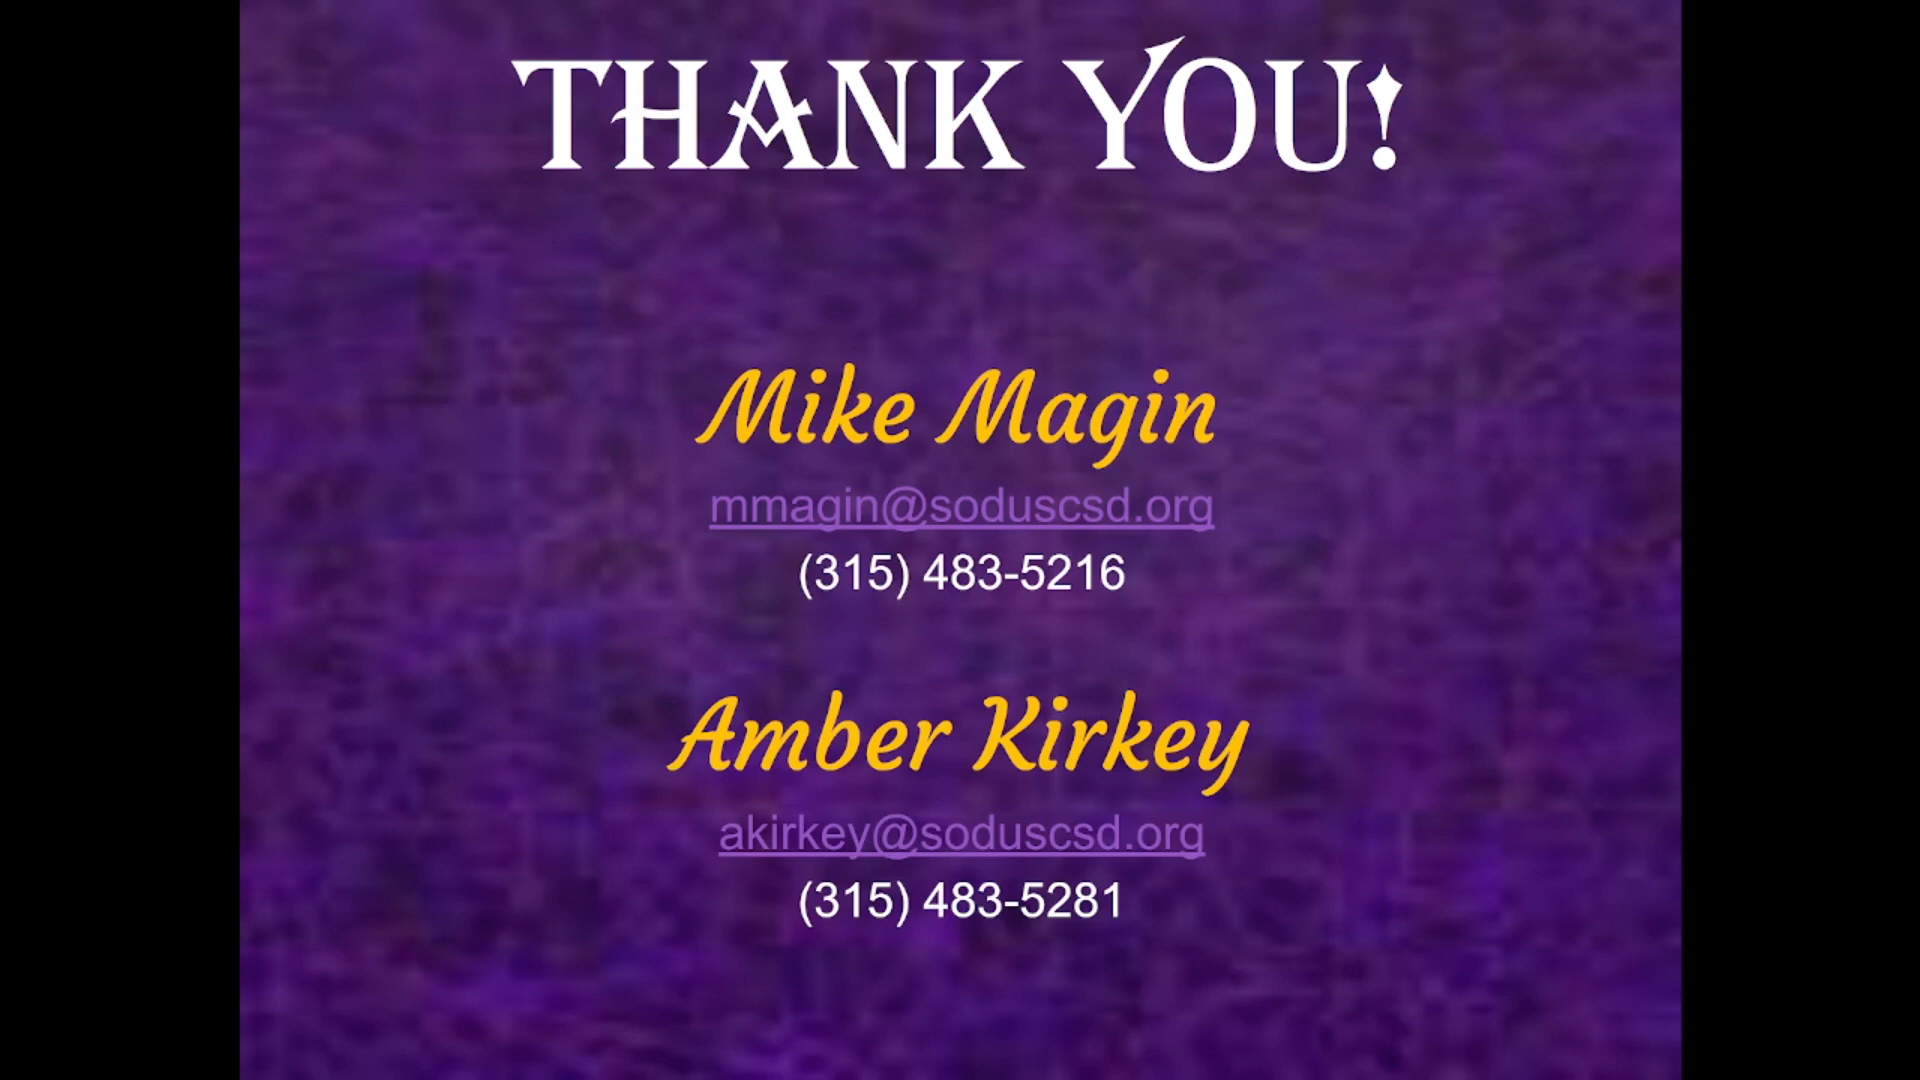 THANK YOU!
Mike Magin
mmagin@soduscsd.org
(315) 483-5216
Amber Kirkey
akirkey@soduscsd.org
(315) 483-5281